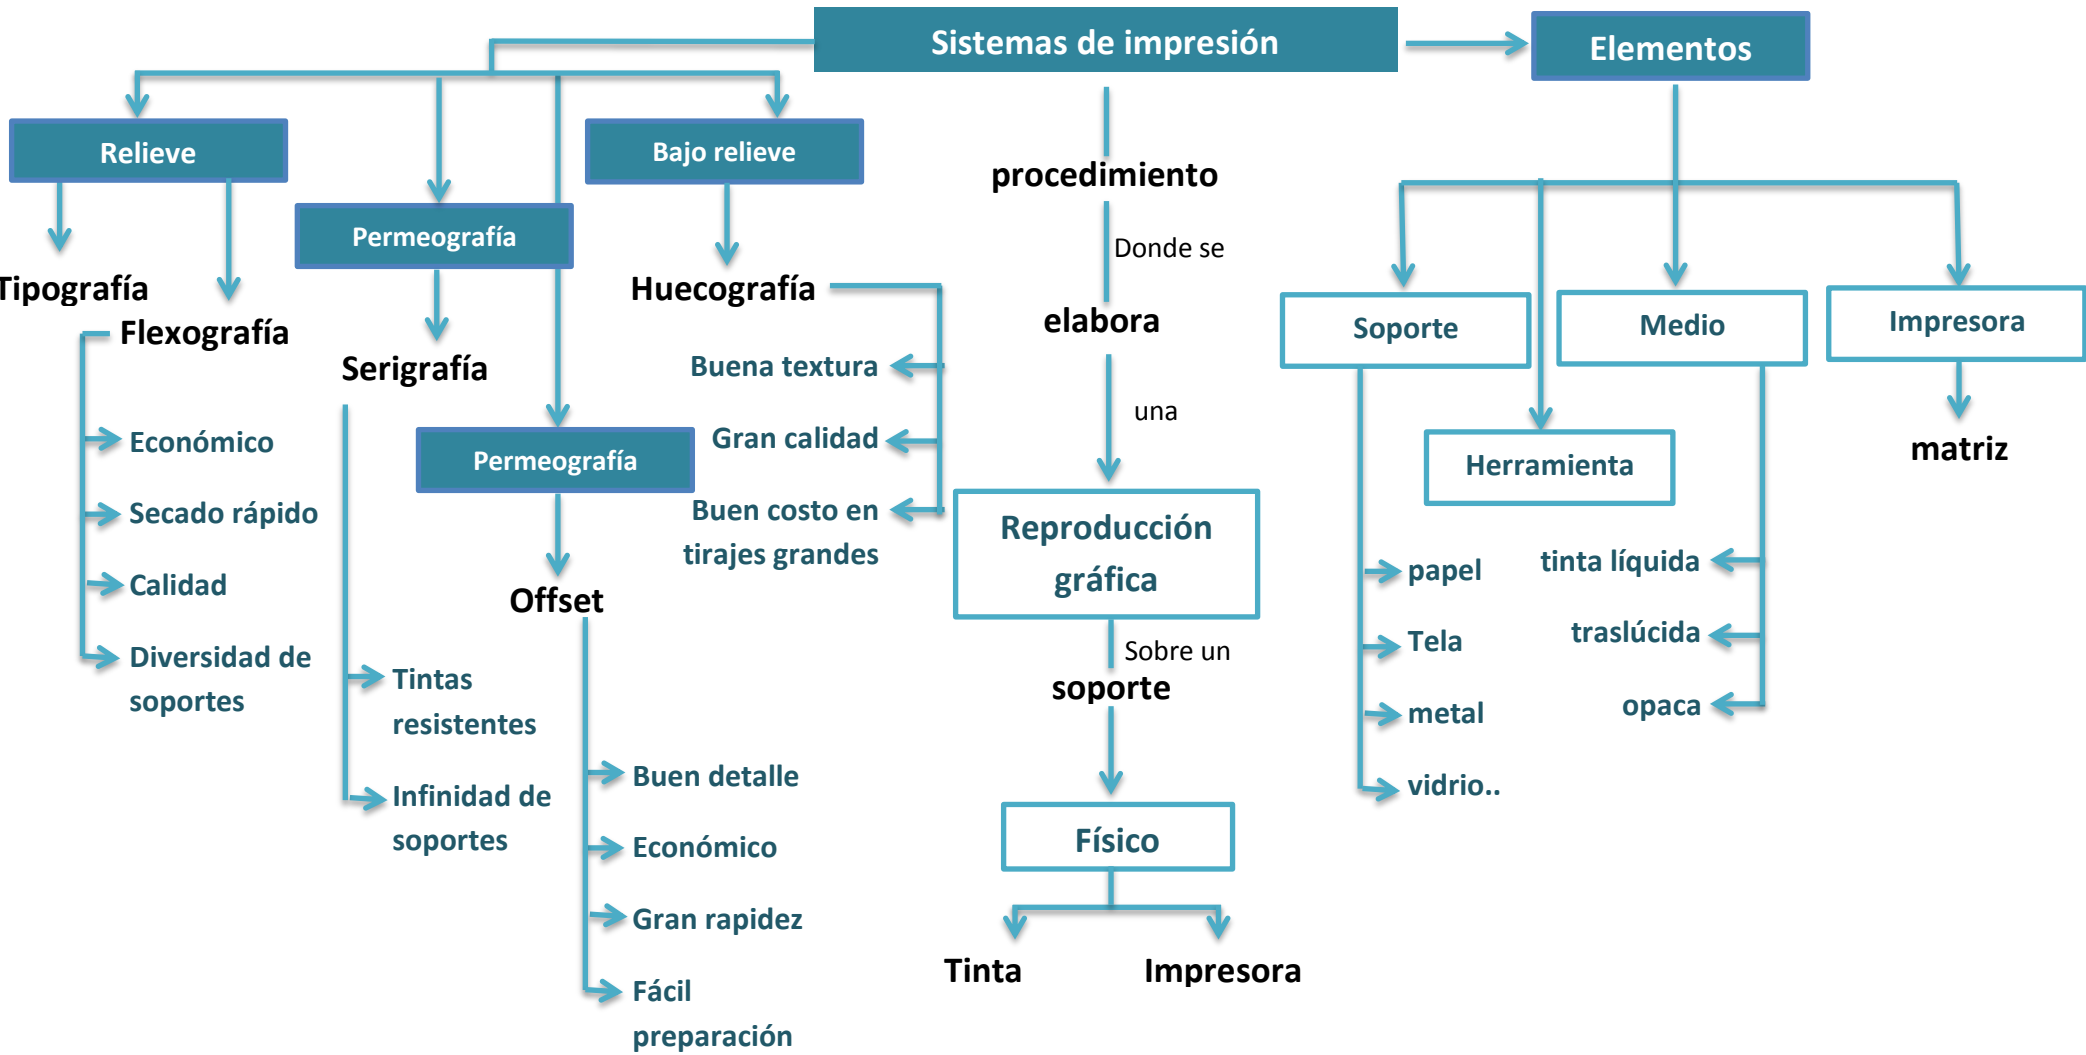 Sistemas de impresión
Elementos
Relieve
Bajo relieve
Permeografía
Tipografía
Flexografía
Económico
Secado rápido
Calidad
Diversidad de
soportes
Serigrafía
Tintas
resistentes
Infinidad de
soportes
Permeografía
Offset
Buen detalle
Económico
Gran rapidez
Fácil
preparación
Huecografía
Buena textura
Gran calidad
Buen costo en
tirajes grandes
procedimiento
Donde se
elabora
una
Reproducción
gráfica
Sobre un
soporte
Físico
Tinta
Impresora
Soporte
papel
Tela
metal
vidrio..
Herramienta
Medio
tinta líquida
traslúcida
opaca
Impresora
matriz